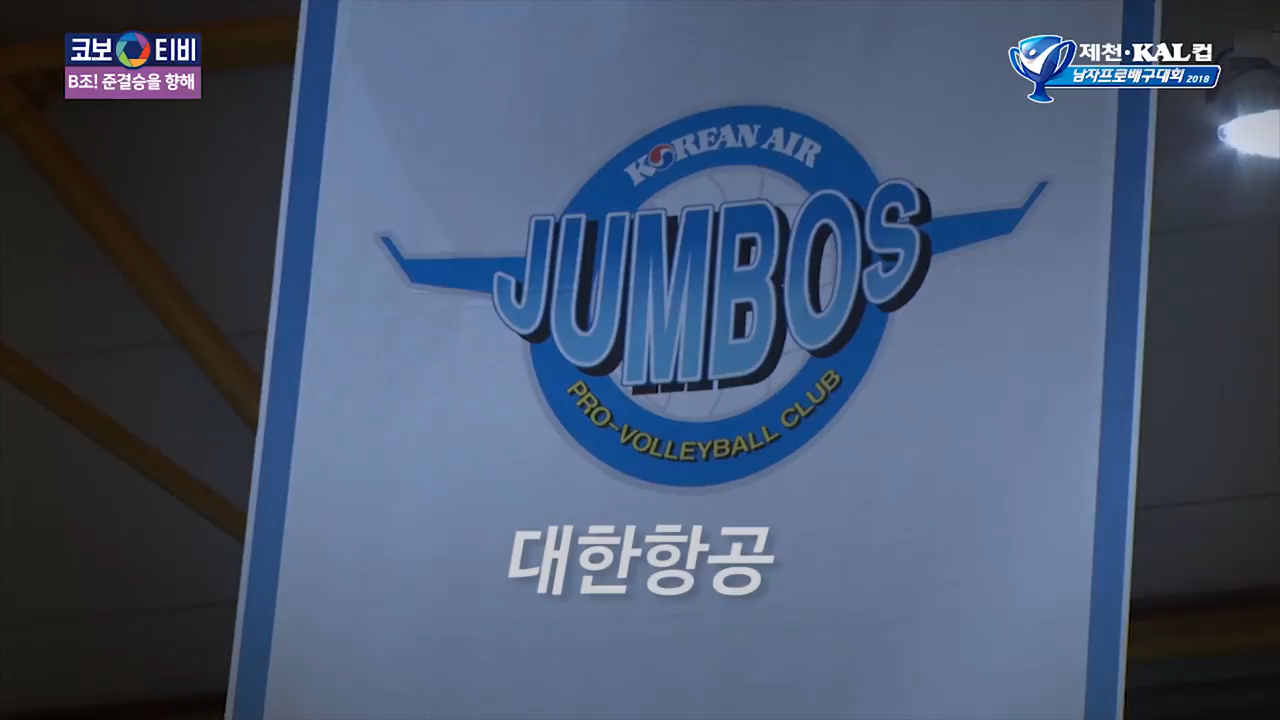 코보티비
B조! 준결승을 향해
제천·KAL컵
남자프로배구대회 2018
KOREAN AIR
JUMBOS
PRO-VOLLEYBALL CLUB
대한항공